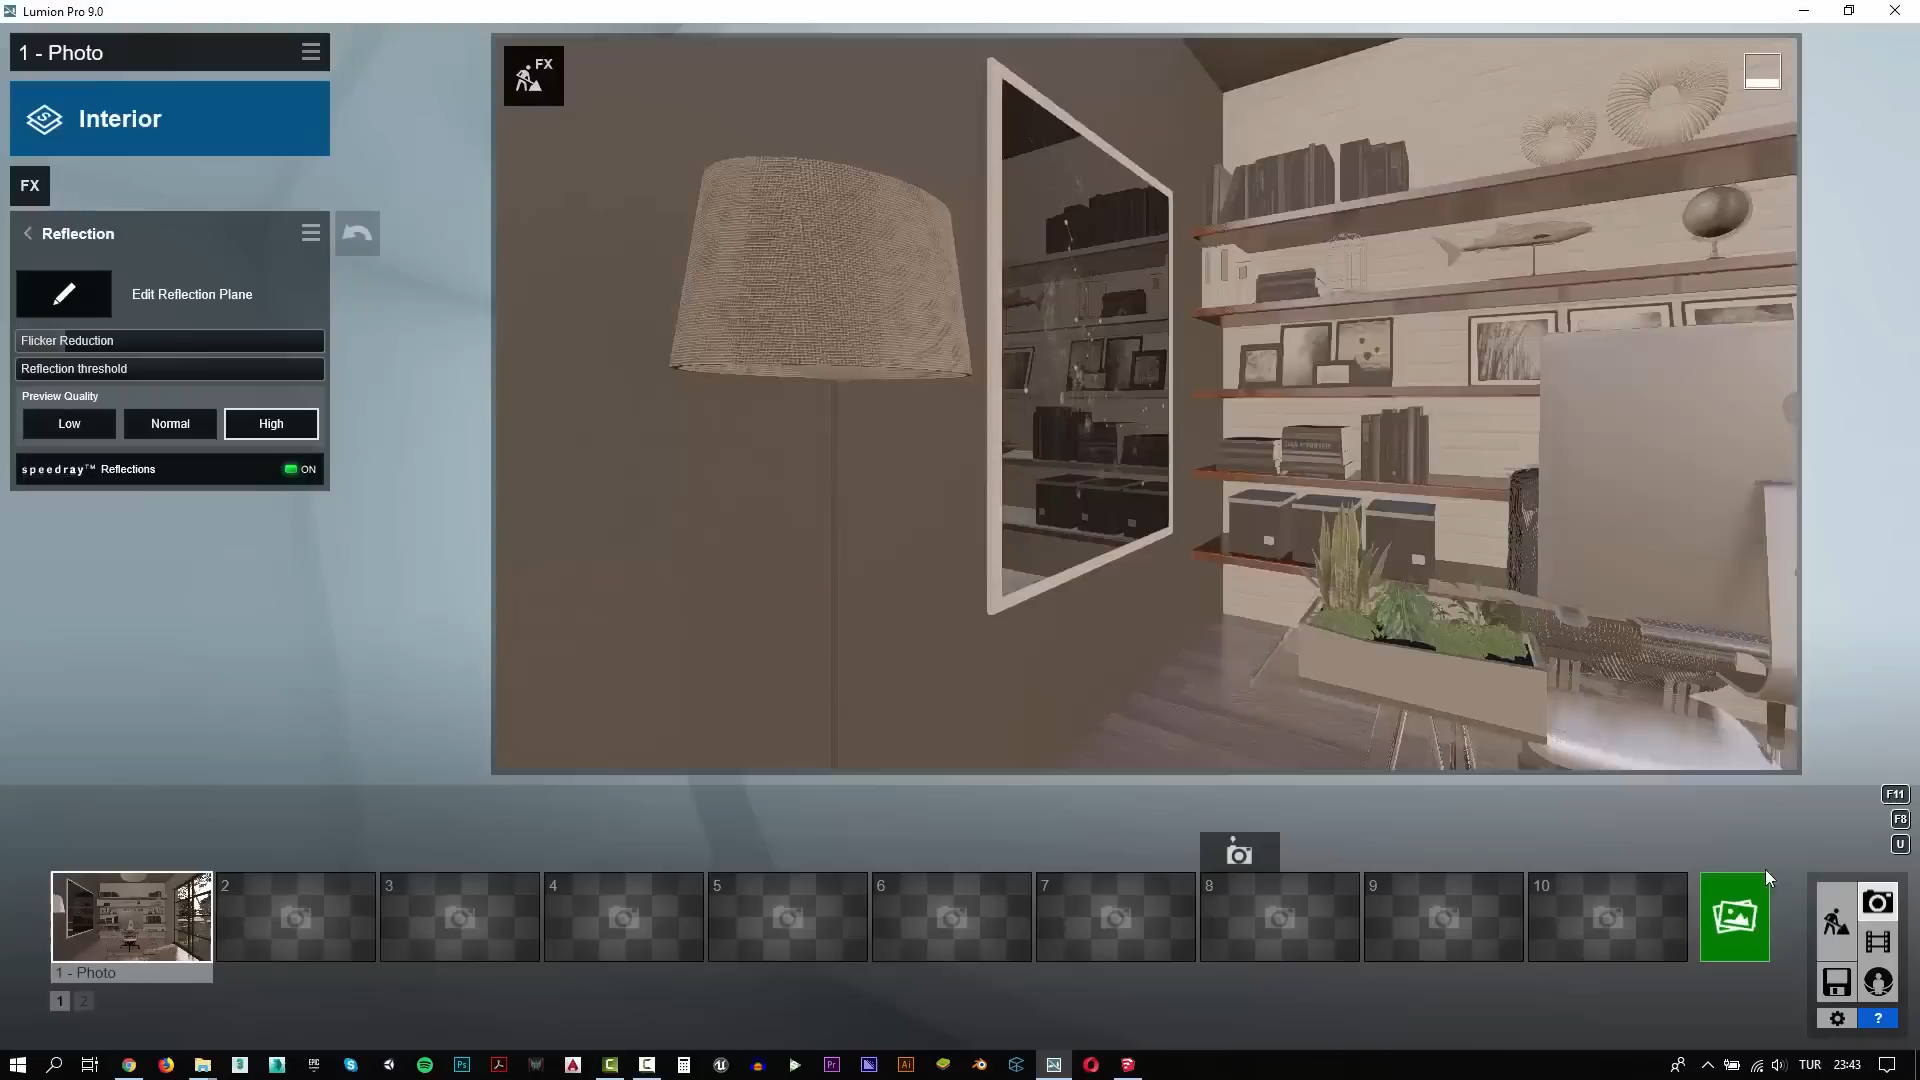 Lumion Pro 9.0
1 - Photo
Interior
FX
FX
Reflection
Edit Reflection Plane
Flicker Reduction
Reflection threshold
Preview Quality
Low
Normal
High
speedray™ Reflections
ON
F11
F8
U
2
3
4
5
6
7
8
9
10
1 - Photo
1
2
?
TUR
23:43